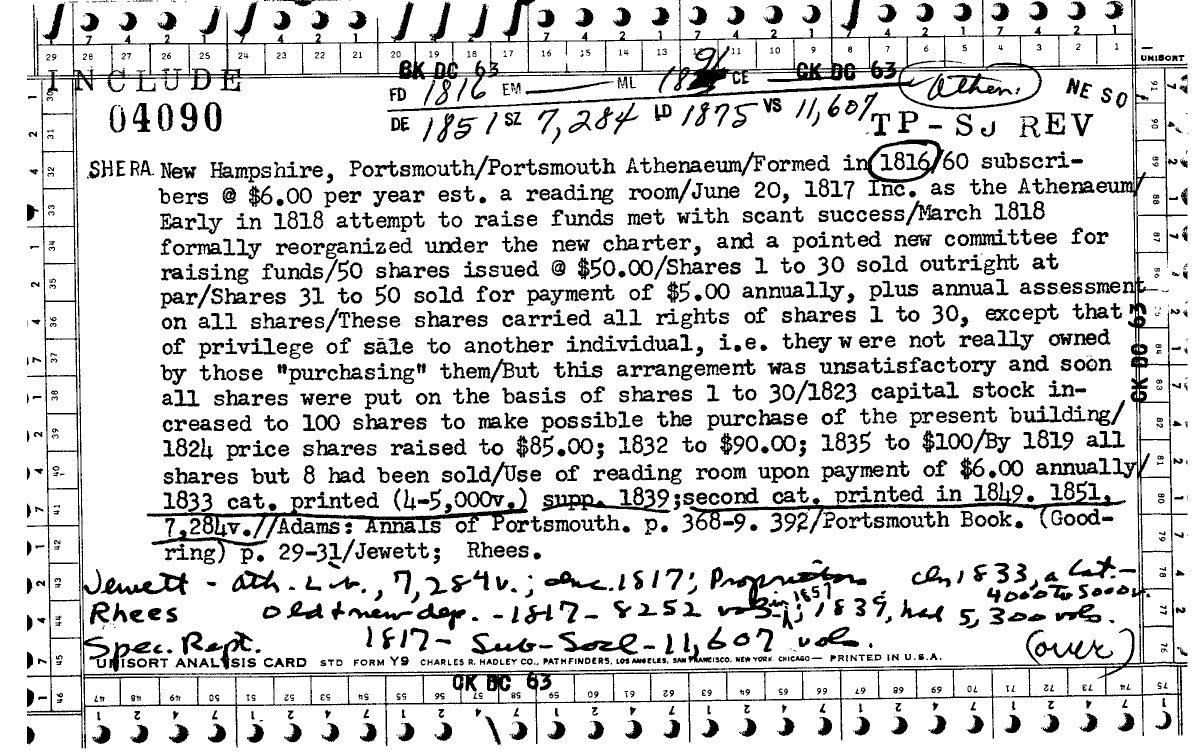 29 28 27 26 25 24 23 22 21 20 19 18 17 16 15 14 13 12 11 10 9 8 7 6 5 4 3 2 1
UNISORT
INCLUDE
04090
CK DC 63
CK DC 63
FD 1816 EM ML 1891 CE
Athen.
NE SO
DE 1851 SZ 7,284 LD 1875 VS 11,607
TP-SJ REV
SHERA New Hampshire, Portsmouth/Portsmouth Athenaeum/Formed in 1816/60 subscri-
bers @ $6.00 per year est. a reading room/June 20, 1817 Inc. as the Athenaeum/
Early in 1818 attempt to raise funds met with scant success/March 1818
formally reorganized under the new charter, and a pointed new committee for
raising funds/50 shares issued @ $50.00/Shares 1 to 30 sold outright at
par/Shares 31 to 50 sold for payment of $5.00 annually, plus annual assessment
on all shares/These shares carried all rights of shares 1 to 30, except that
of privilege of sale to another individual, i.e. they were not really owned
by those "purchasing" them/But this arrangement was unsatisfactory and soon
all shares were put on the basis of shares 1 to 30/1823 capital stock in-
creased to 100 shares to make possible the purchase of the present building/
1824 price shares raised to $85.00; 1832 to $90.00; 1835 to $100/By 1819 all
shares but 8 had been sold/Use of reading room upon payment of $6.00 annually/
1833 cat. printed (4-5,000v.) supp. 1839;second cat. printed in 1849. 1851,
7,284v.//Adams: Annals of Portsmouth. p. 368-9. 392/Portsmouth Book. (Good-
ring) p. 29-31/Jewett; Rhees.
CK DC 63
Jewett - Ath. Lib., 7,284v.; inc. 1817; Proprietors in 1833, a Cat.- 4000 to 5000v.
Rhees Old & new dep. - 1817 - 8252 vols. in 1857; 1839, had 5,300 vols.
Spec. Rept. 1817- Sub-Socl-11,607 vols.
(over)
UNISORT ANALYSIS CARD STD FORM Y9 CHARLES R. HADLEY CO., PATHFINDERS, LOS ANGELES, SAN FRANCISCO, NEW YORK CHICAGO — PRINTED IN U.S.A.
CK DC 63